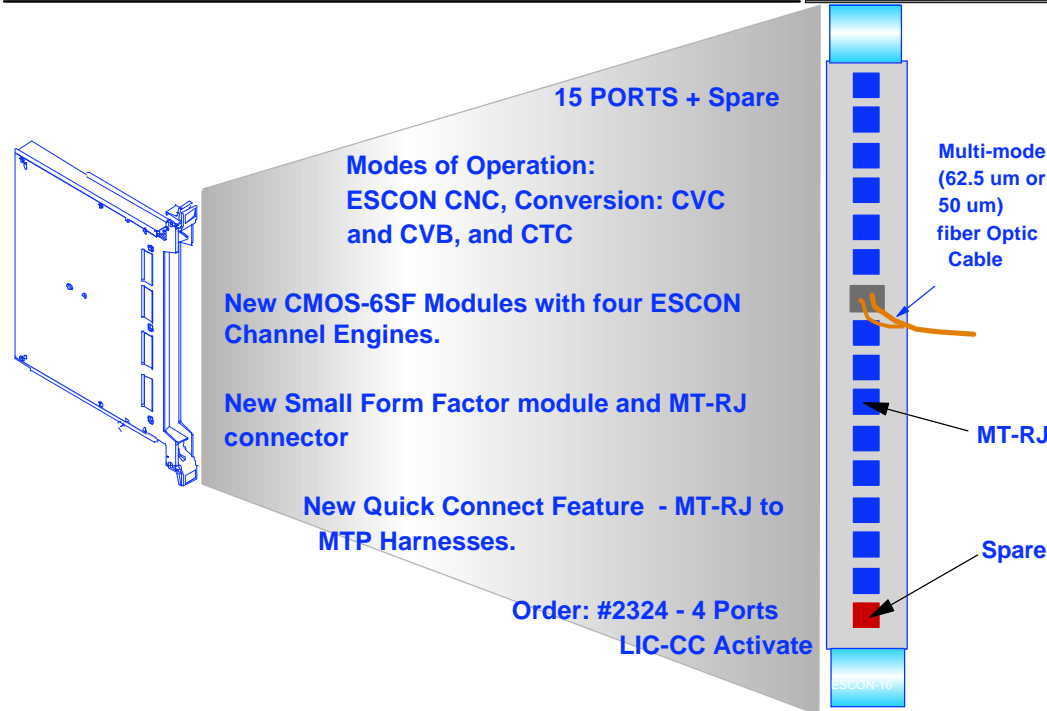 15 PORTS + Spare
Modes of Operation:
ESCON CNC, Conversion: CVC
and CVB, and CTC
New CMOS-6SF Modules with four ESCON
Channel Engines.
New Small Form Factor module and MT-RJ
connector
New Quick Connect Feature - MT-RJ to
MTP Harnesses.
Order: #2324 - 4 Ports
LIC-CC Activate
Multi-mode
(62.5 um or
50 um)
fiber Optic
Cable
MT-RJ
Spare
ESCON-16